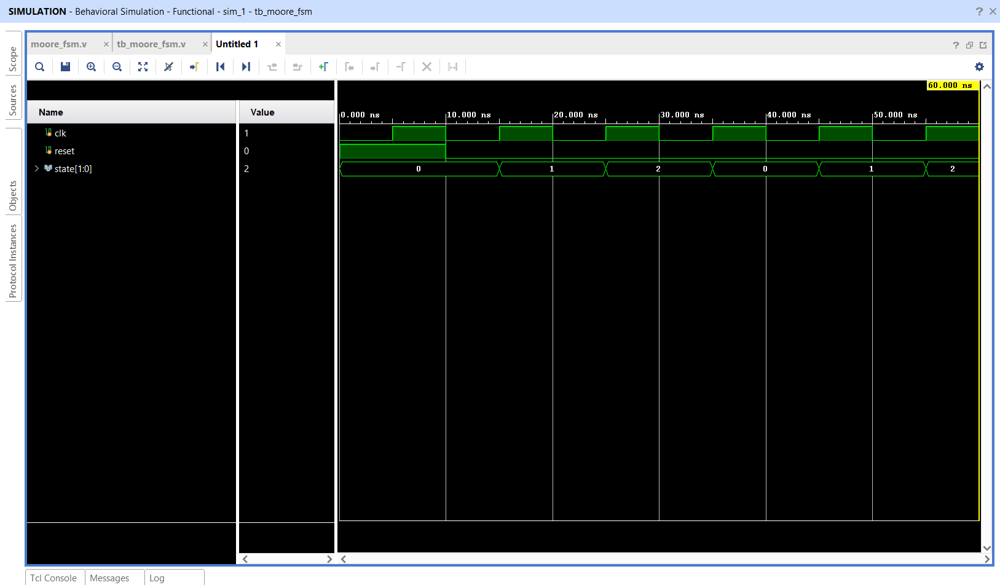 SIMULATION - Behavioral Simulation - Functional - sim_1 - tb_moore_fsm
? ×
moore_fsm.v × tb_moore_fsm.v × Untitled 1 ×
?
60.000 ns
Name Value
0.000 ns 10.000 ns 20.000 ns 30.000 ns 40.000 ns 50.000 ns
clk 1
reset 0
state[1:0] 2 0 1 2 0 1 2
Scope
Sources
Objects
Protocol Instances
Tcl Console Messages Log